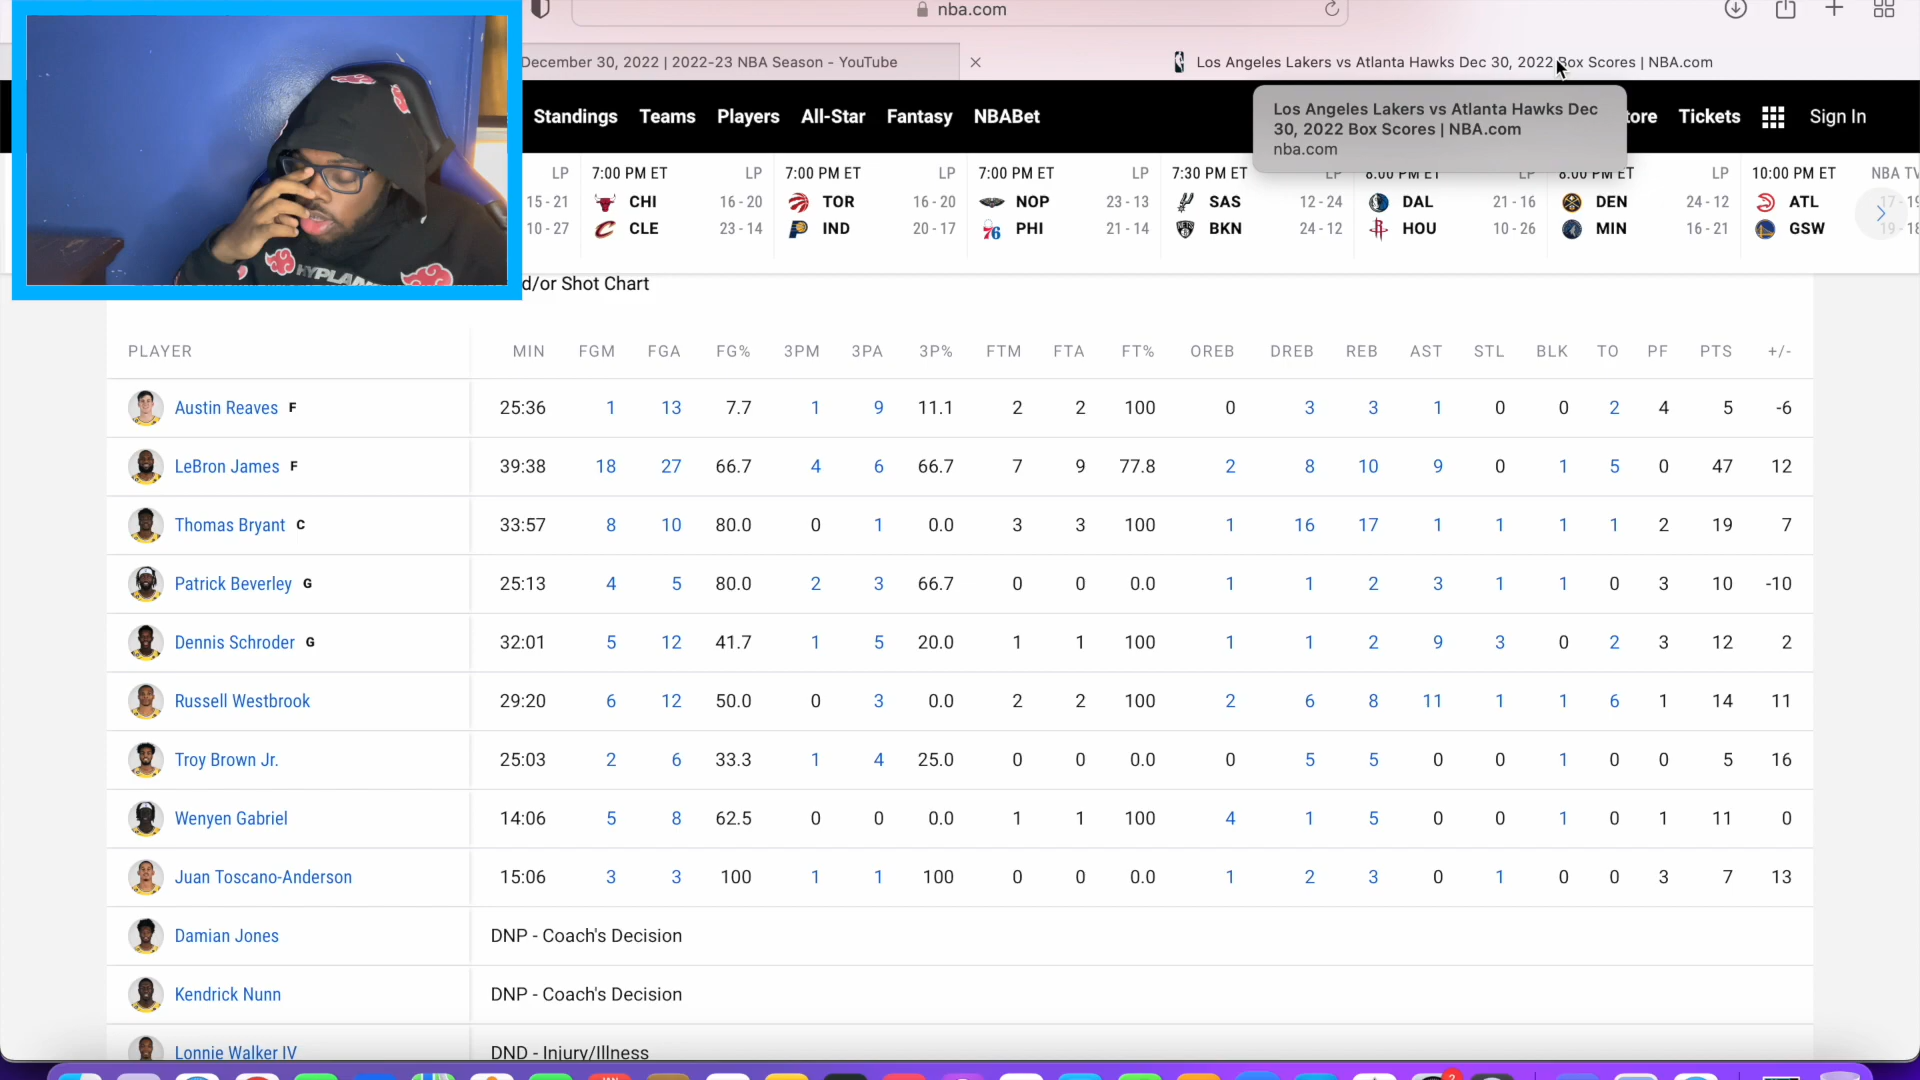 nba.com
December 30, 2022 | 2022-23 NBA Season - YouTube
Los Angeles Lakers vs Atlanta Hawks Dec 30, 2022 Box Scores | NBA.com
Standings Teams Players All-Star Fantasy NBABet Tickets Sign In
Los Angeles Lakers vs Atlanta Hawks Dec
30, 2022 Box Scores | NBA.com
nba.com
LP 7:00 PM ET LP 7:00 PM ET LP 7:00 PM ET LP 7:30 PM ET LP 8:00 PM ET LP 8:00 PM ET LP 10:00 PM ET NBA TV
15 - 21 CHI 16 - 20 TOR 16 - 20 NOP 23 - 13 SAS 12 - 24 DAL 21 - 16 DEN 24 - 12 ATL 17 - 19
10 - 27 CLE 23 - 14 IND 20 - 17 PHI 21 - 14 BKN 24 - 12 HOU 10 - 26 MIN 16 - 21 GSW 19 - 18
d/or Shot Chart
PLAYER MIN FGM FGA FG% 3PM 3PA 3P% FTM FTA FT% OREB DREB REB AST STL BLK TO PF PTS +/-
Austin Reaves F 25:36 1 13 7.7 1 9 11.1 2 2 100 0 3 3 1 0 0 2 4 5 -6
LeBron James F 39:38 18 27 66.7 4 6 66.7 7 9 77.8 2 8 10 9 0 1 5 0 47 12
Thomas Bryant C 33:57 8 10 80.0 0 1 0.0 3 3 100 1 16 17 1 1 1 1 2 19 7
Patrick Beverley G 25:13 4 5 80.0 2 3 66.7 0 0 0.0 1 1 2 3 1 1 0 3 10 -10
Dennis Schroder G 32:01 5 12 41.7 1 5 20.0 1 1 100 1 1 2 9 3 0 2 3 12 2
Russell Westbrook 29:20 6 12 50.0 0 3 0.0 2 2 100 2 6 8 11 1 1 6 1 14 11
Troy Brown Jr. 25:03 2 6 33.3 1 4 25.0 0 0 0.0 0 5 5 0 0 1 0 0 5 16
Wenyen Gabriel 14:06 5 8 62.5 0 0 0.0 1 1 100 4 1 5 0 0 1 0 1 11 0
Juan Toscano-Anderson 15:06 3 3 100 1 1 100 0 0 0.0 1 2 3 0 1 0 0 3 7 13
Damian Jones DNP - Coach's Decision
Kendrick Nunn DNP - Coach's Decision
Lonnie Walker IV DND - Injury/Illness